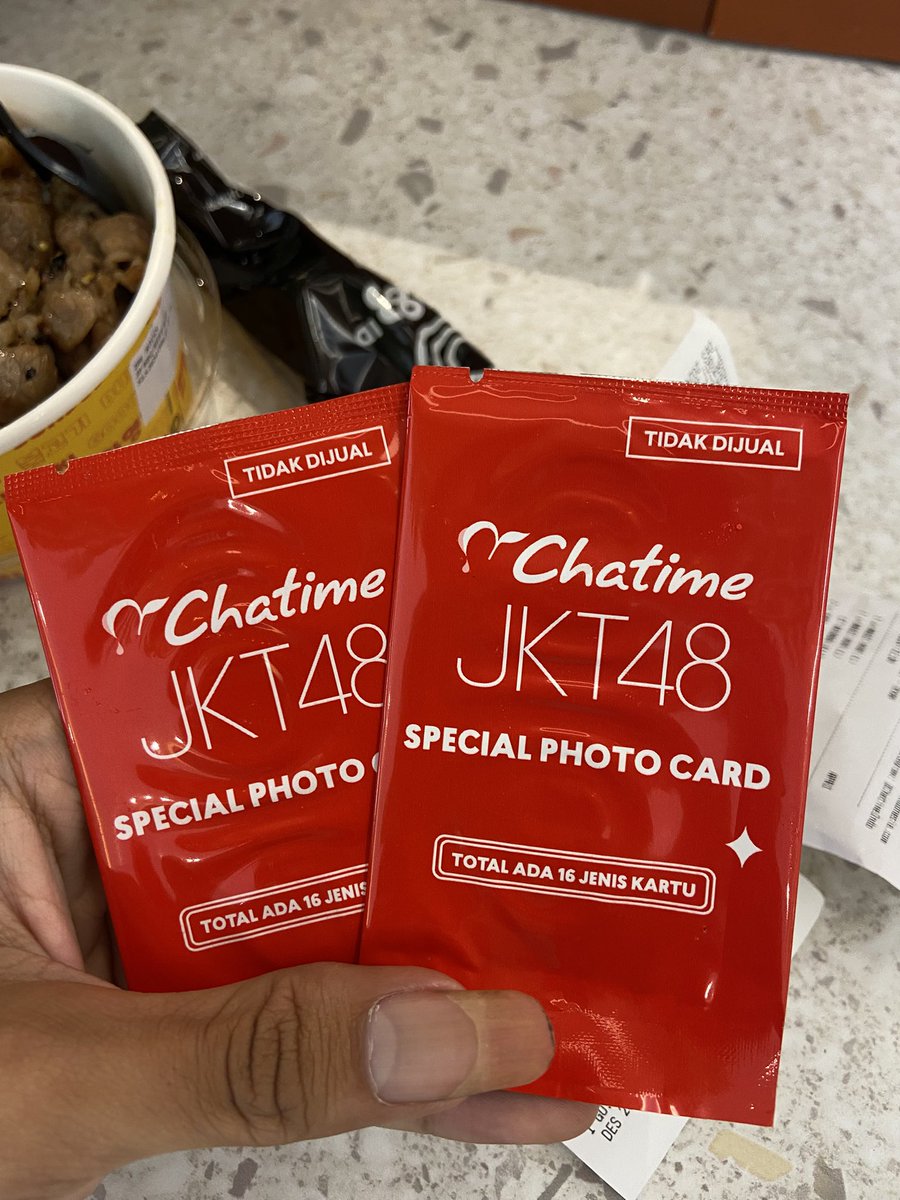 TIDAK DIJUAL
Chatime
JKT48
SPECIAL PHOTO
TOTAL ADA 16 JENIS
TIDAK DIJUAL
Chatime
JKT48
SPECIAL PHOTO CARD
TOTAL ADA 16 JENIS KARTU
DES